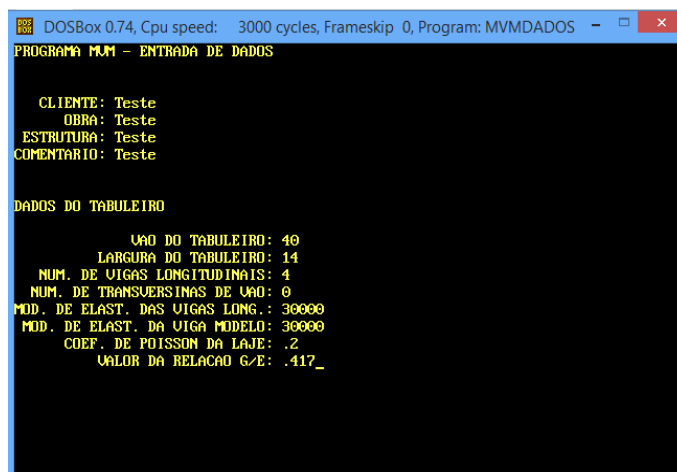 DOSBox 0.74, Cpu speed: 3000 cycles, Frameskip 0, Program: MVMDADOS
PROGRAMA MVM - ENTRADA DE DADOS
CLIENTE: Teste
OBRA: Teste
ESTRUTURA: Teste
COMENTARIO: Teste
DADOS DO TABULEIRO
VAO DO TABULEIRO: 40
LARGURA DO TABULEIRO: 14
NUM. DE VIGAS LONGITUDINAIS: 4
NUM. DE TRANSVERSINAS DE VAO: 0
MOD. DE ELAST. DAS VIGAS LONG.: 30000
MOD. DE ELAST. DA VIGA MODELO: 30000
COEF. DE POISSON DA LAJE: .2
VALOR DA RELACAO G/E: .417_